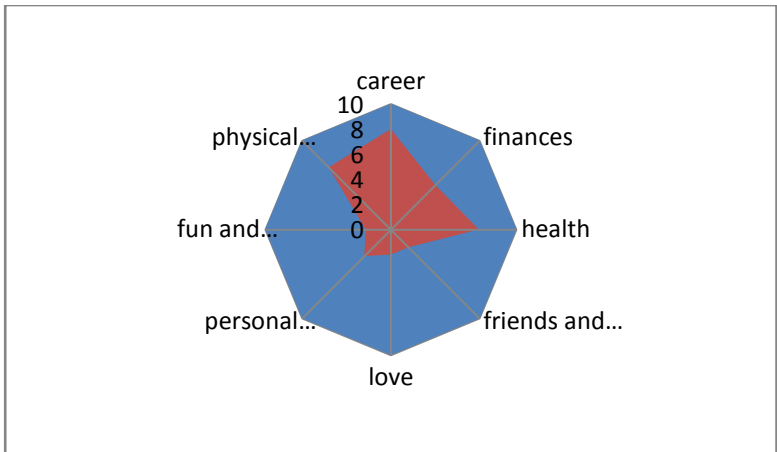 career
10
8
6
4
2
0
finances
health
friends and...
love
personal...
fun and...
physical...